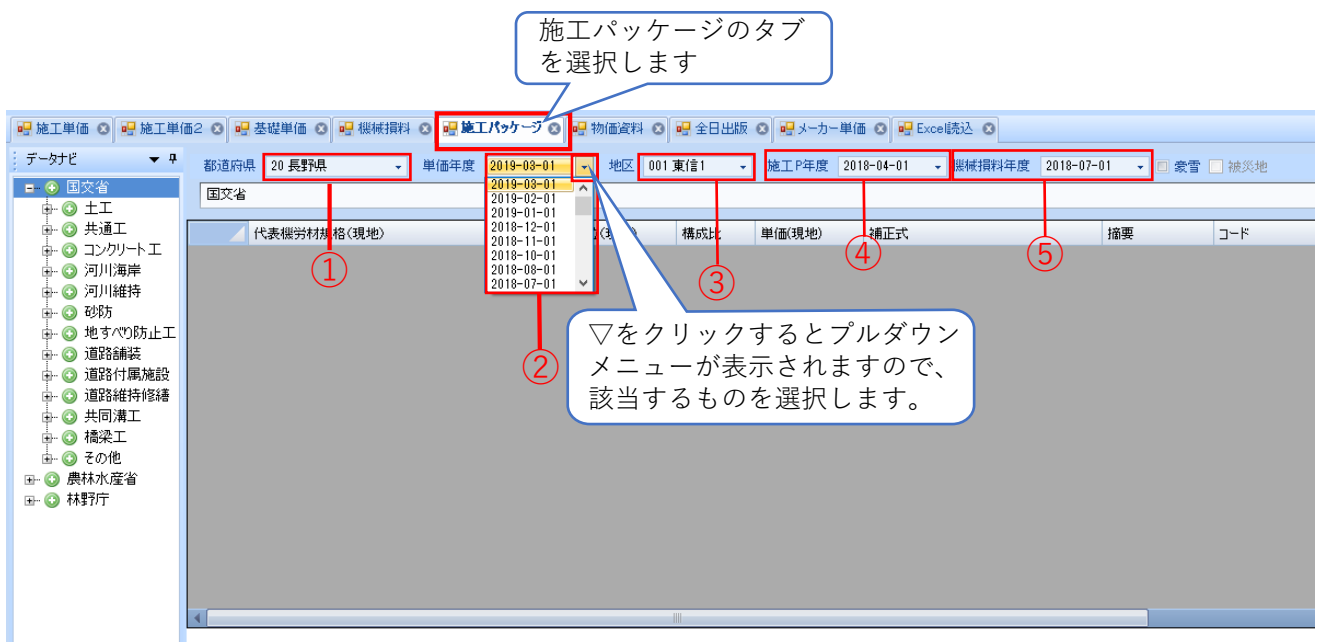 施工パッケージのタブ
を選択します
施工単価 施工単価2 基礎単価 機械損料 施工パッケージ 物価資料 全日出版 メーカー単価 Excel読込
データナビ
都道府県 20 長野県 単価年度 2019-03-01 地区 001 東信1 施工P年度 2018-04-01 機械損料年度 2018-07-01 豪雪 被災地
国交省
国交省
土工
共通工
コンクリート工
河川海岸
河川維持
砂防
地すべり防止工
道路舗装
道路付属施設
道路維持修繕
共同溝工
橋梁工
その他
農林水産省
林野庁
代表機労材規格(現地) 構成比 単価(現地) 補正式 摘要 コード
2019-03-01
2019-02-01
2019-01-01
2018-12-01
2018-11-01
2018-10-01
2018-08-01
2018-07-01
①
②
③
④
⑤
▽をクリックするとプルダウン
メニューが表示されますので、
該当するものを選択します。